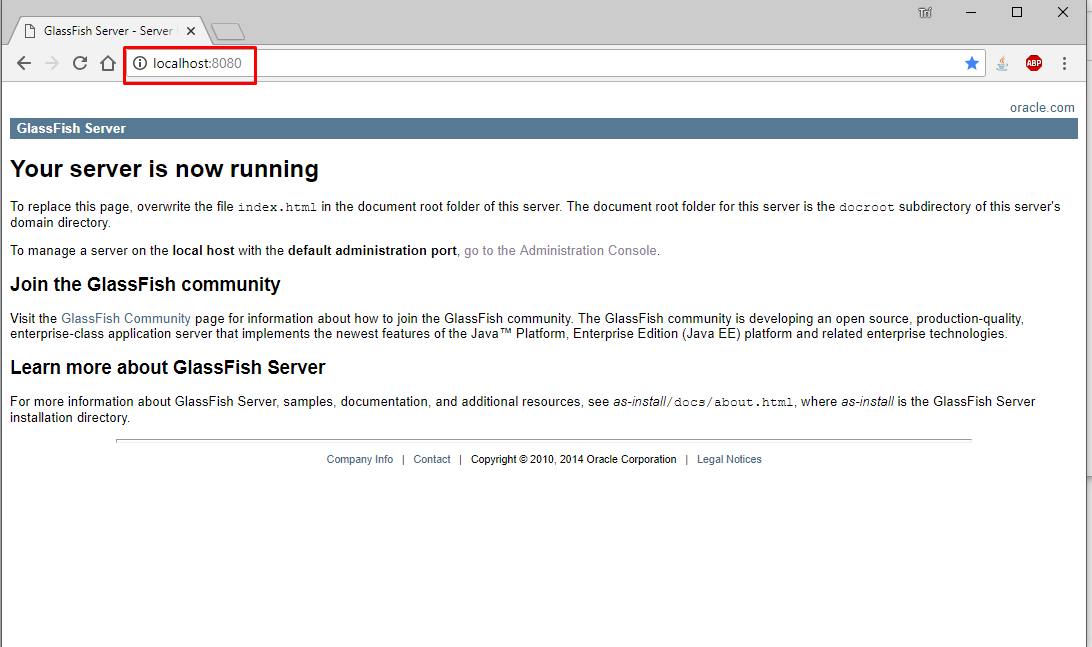 GlassFish Server - Server
Tri
localhost:8080
ABP
oracle.com
GlassFish Server
Your server is now running
To replace this page, overwrite the file index.html in the document root folder of this server. The document root folder for this server is the docroot subdirectory of this server's
domain directory.
To manage a server on the local host with the default administration port, go to the Administration Console.
Join the GlassFish community
Visit the GlassFish Community page for information about how to join the GlassFish community. The GlassFish community is developing an open source, production-quality,
enterprise-class application server that implements the newest features of the Java™ Platform, Enterprise Edition (Java EE) platform and related enterprise technologies.
Learn more about GlassFish Server
For more information about GlassFish Server, samples, documentation, and additional resources, see as-install/docs/about.html, where as-install is the GlassFish Server
installation directory.
Company Info | Contact | Copyright © 2010, 2014 Oracle Corporation | Legal Notices